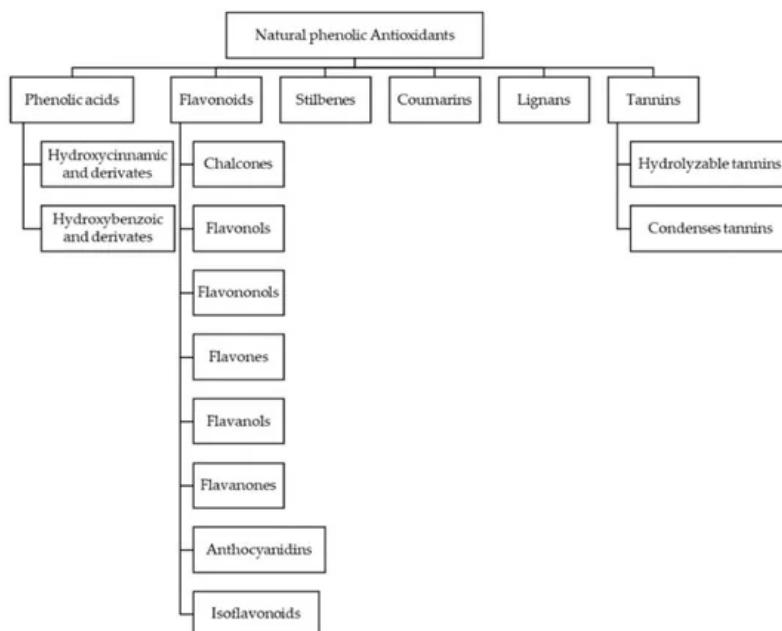 Natural phenolic Antioxidants
Phenolic acids
Flavonoids
Stilbenes
Coumarins
Lignans
Tannins
Hydroxycinnamic
and derivates
Hydroxybenzoic
and derivates
Chalcones
Flavonols
Flavononols
Flavones
Flavanols
Flavanones
Anthocyanidins
Isoflavonoids
Hydrolyzable tannins
Condenses tannins